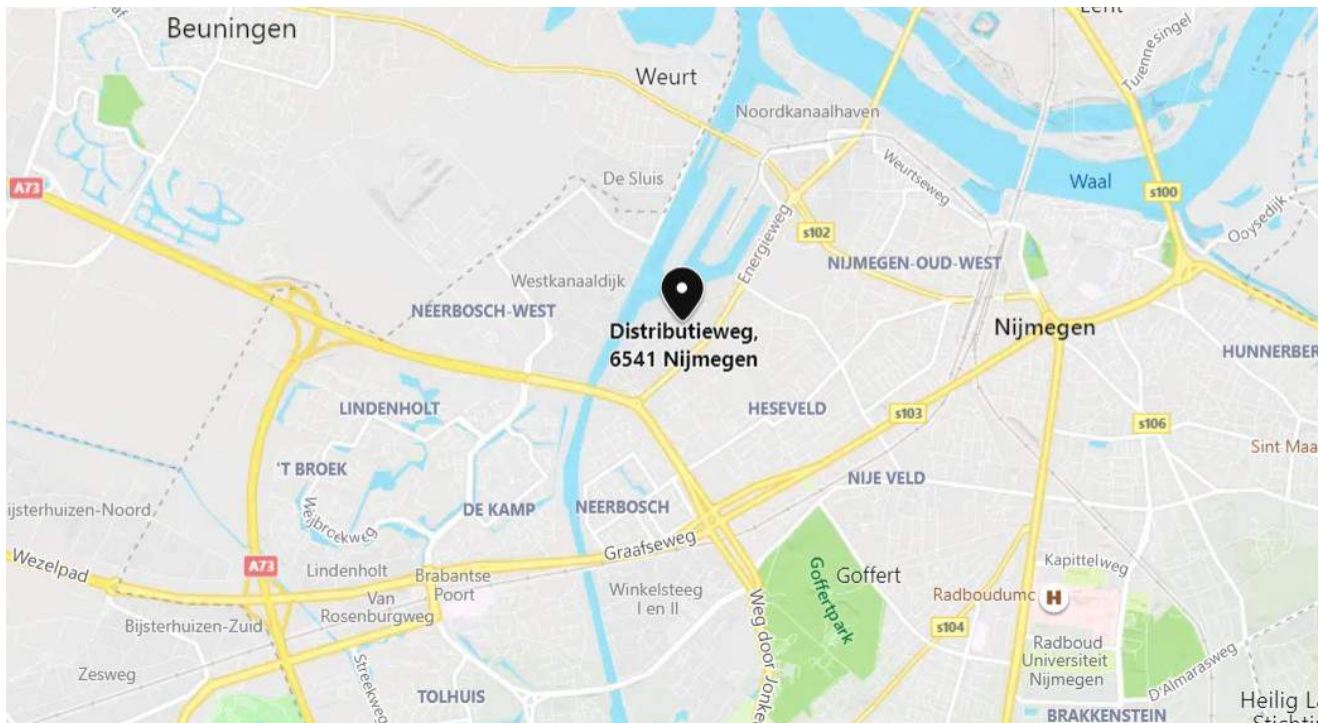 Beuningen
Weurt
Tuiennesingel
Noordkanaalhaven
De Sluis
Weurtseweg
A73
Waal
s100
Ooysedijk
s102
Energieweg
NIJMEGEN-OUD-WEST
Westkanaaldijk
NEERBOSCH-WEST
Distributieweg,
6541 Nijmegen
Nijmegen
HUNNERBER
LINDENHOLT
HESEVELD
s103
s106
Sint Maa
'T BROEK
NIJE VELD
DE KAMP
NEERBOSCH
ijsterhuizen-Noord
Graafseweg
Wezelpad
A73
Lindenholt
Brabantse
Poort
Winkelsteeg
I en II
Goffert
Goffertpark
Kapittelweg
Radboudumc
H
Van
Rosenburgweg
Bijsterhuizen-Zuid
Weg door Jonke
s104
Radboud
Universiteit
Nijmegen
Zesweg
Streekweg
TOLHUIS
D'Almarasweg
BRAKKENSTEIN
Heilig La